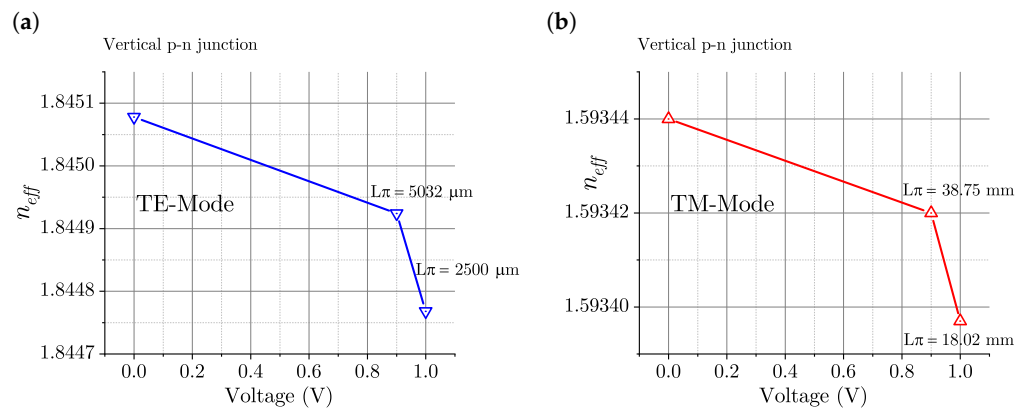 (a)
Vertical p-n junction
1.8451
1.8450
1.8449
1.8448
1.8447
n_eff
TE-Mode
Lπ = 5032 μm
Lπ = 2500 μm
0.0 0.2 0.4 0.6 0.8 1.0
Voltage (V)
(b)
Vertical p-n junction
1.59344
1.59342
1.59340
n_eff
TM-Mode
Lπ = 38.75 mm
Lπ = 18.02 mm
0.0 0.2 0.4 0.6 0.8 1.0
Voltage (V)